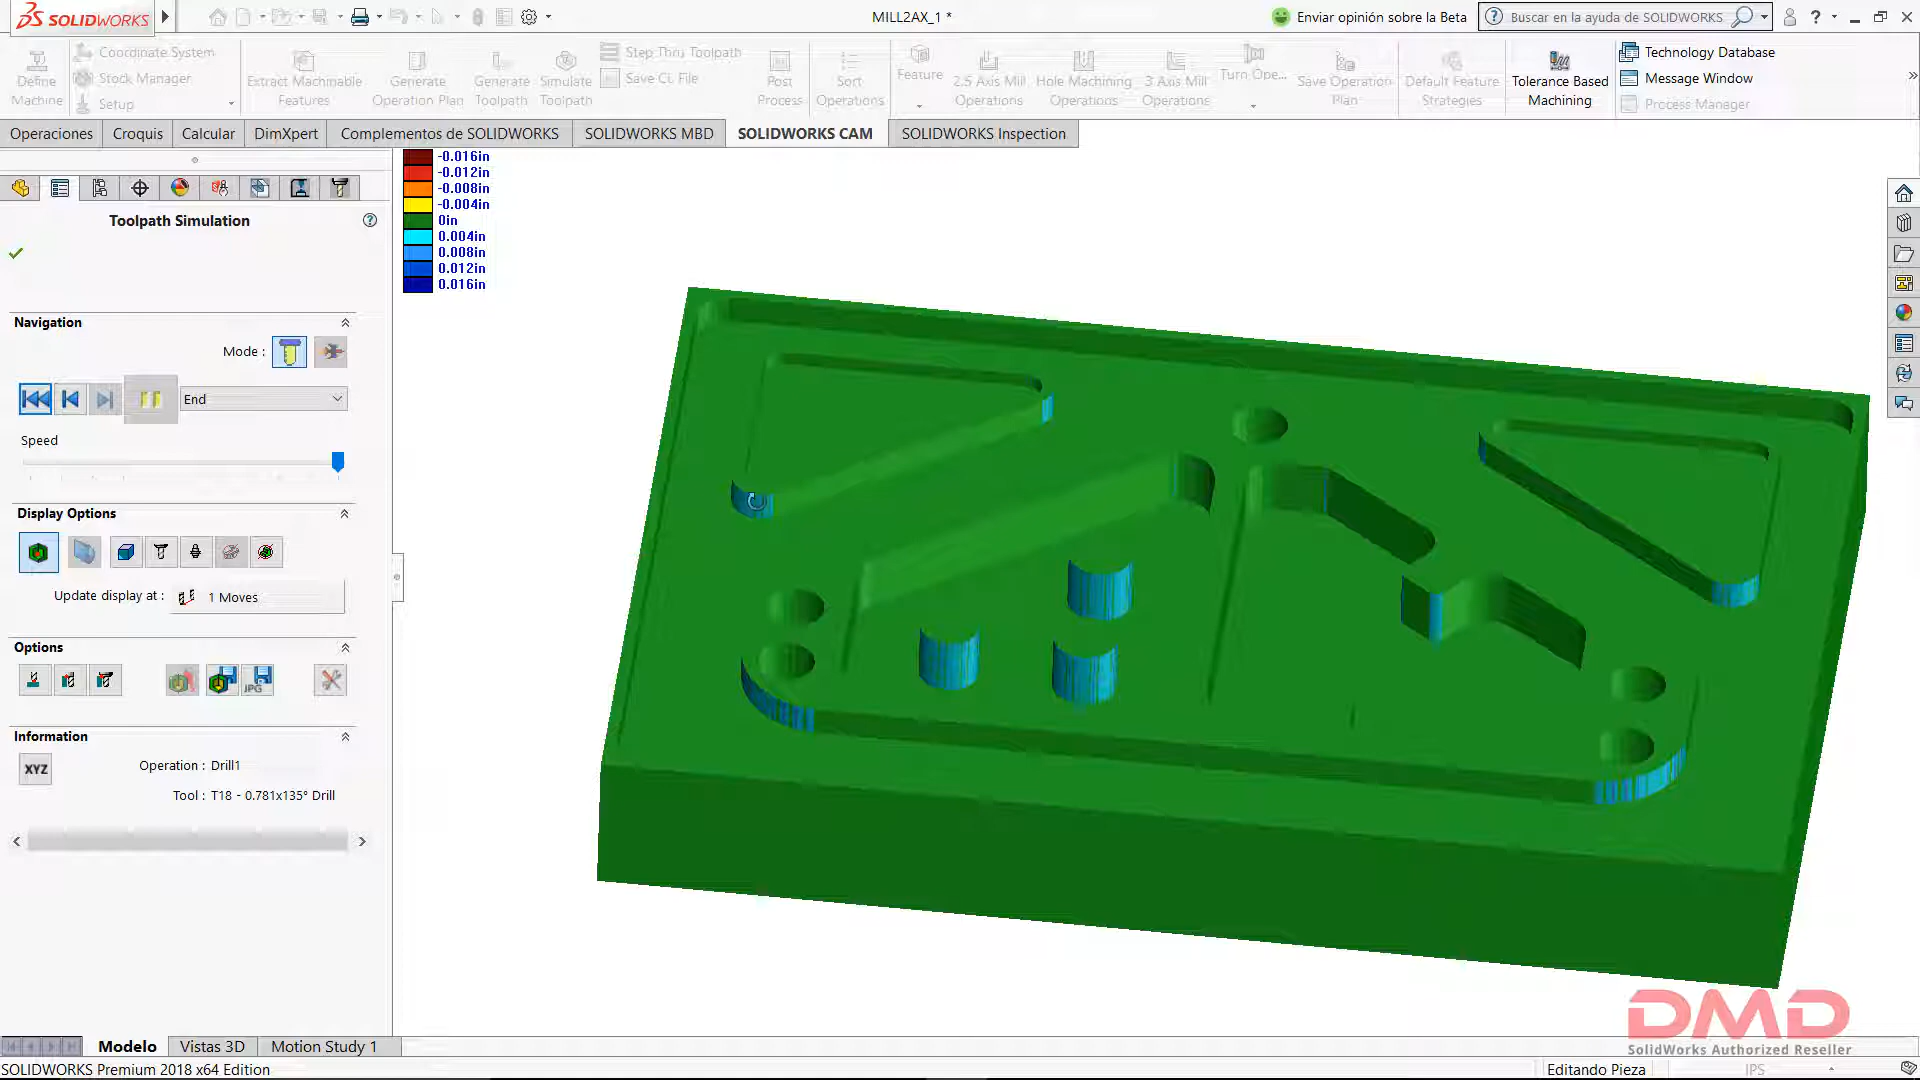 SOLIDWORKS
MILL2AX_1 *
Enviar opinión sobre la Beta
Buscar en la ayuda de SOLIDWORKS
Define
Machine
Coordinate System
Stock Manager
Setup
Extract Machinable
Features
Generate
Operation Plan
Generate
Toolpath
Simulate
Toolpath
Step Thru Toolpath
Save CL File
Post
Process
Sort
Operations
Feature
2.5 Axis Mill
Operations
Hole Machining
Operations
3 Axis Mill
Operations
Turn Ope...
Save Operation
Plan
Default Feature
Strategies
Tolerance Based
Machining
Technology Database
Message Window
Process Manager
Operaciones
Croquis
Calcular
DimXpert
Complementos de SOLIDWORKS
SOLIDWORKS MBD
SOLIDWORKS CAM
SOLIDWORKS Inspection
-0.016in
-0.012in
-0.008in
-0.004in
0in
0.004in
0.008in
0.012in
0.016in
Toolpath Simulation
Navigation
Mode :
End
Speed
Display Options
Update display at :
1 Moves
Options
JPG
Information
XYZ
Operation : Drill1
Tool : T18 - 0.781x135° Drill
DMD
SolidWorks Authorized Reseller
Modelo
Vistas 3D
Motion Study 1
SOLIDWORKS Premium 2018 x64 Edition
Editando Pieza
IPS